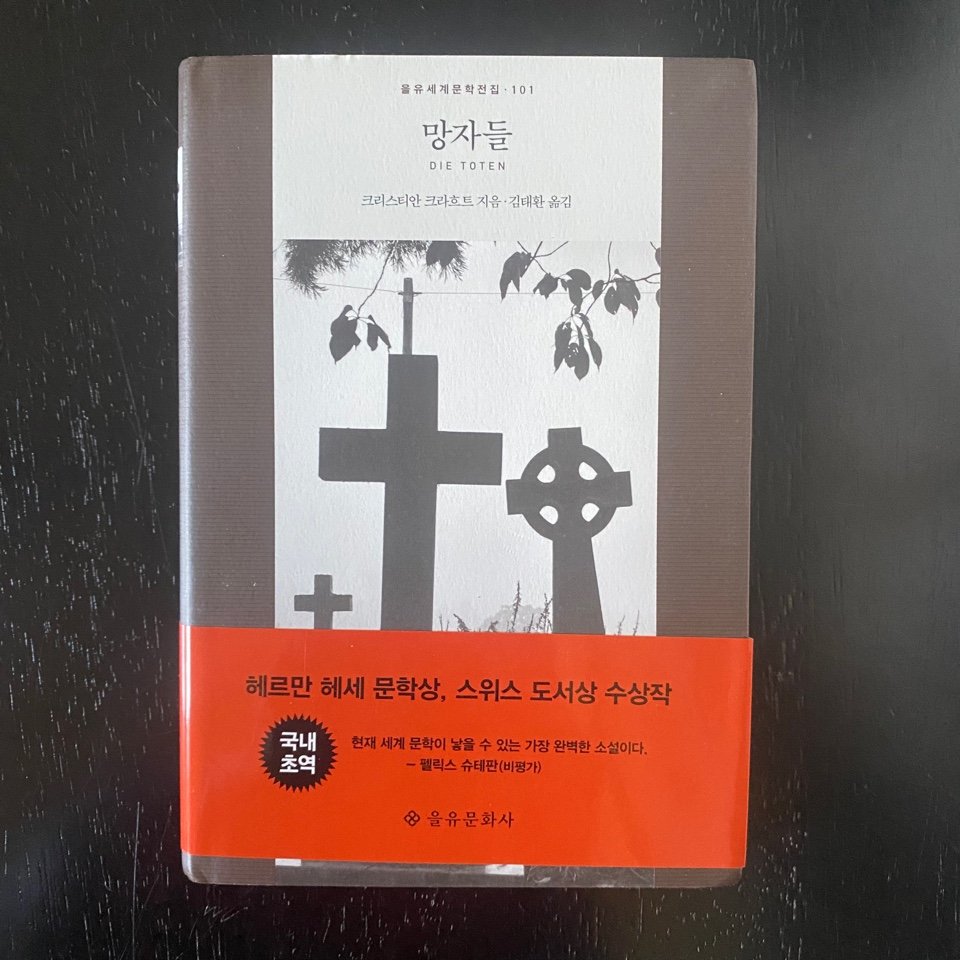 을유세계문학전집·101
망자들
DIE TOTEN
크리스티안 크라흐트 지음·김태환 옮김
헤르만 헤세 문학상, 스위스 도서상 수상작
국내
초역
현재 세계 문학이 낳을 수 있는 가장 완벽한 소설이다.
– 펠릭스 슈테판(비평가)
을유문화사